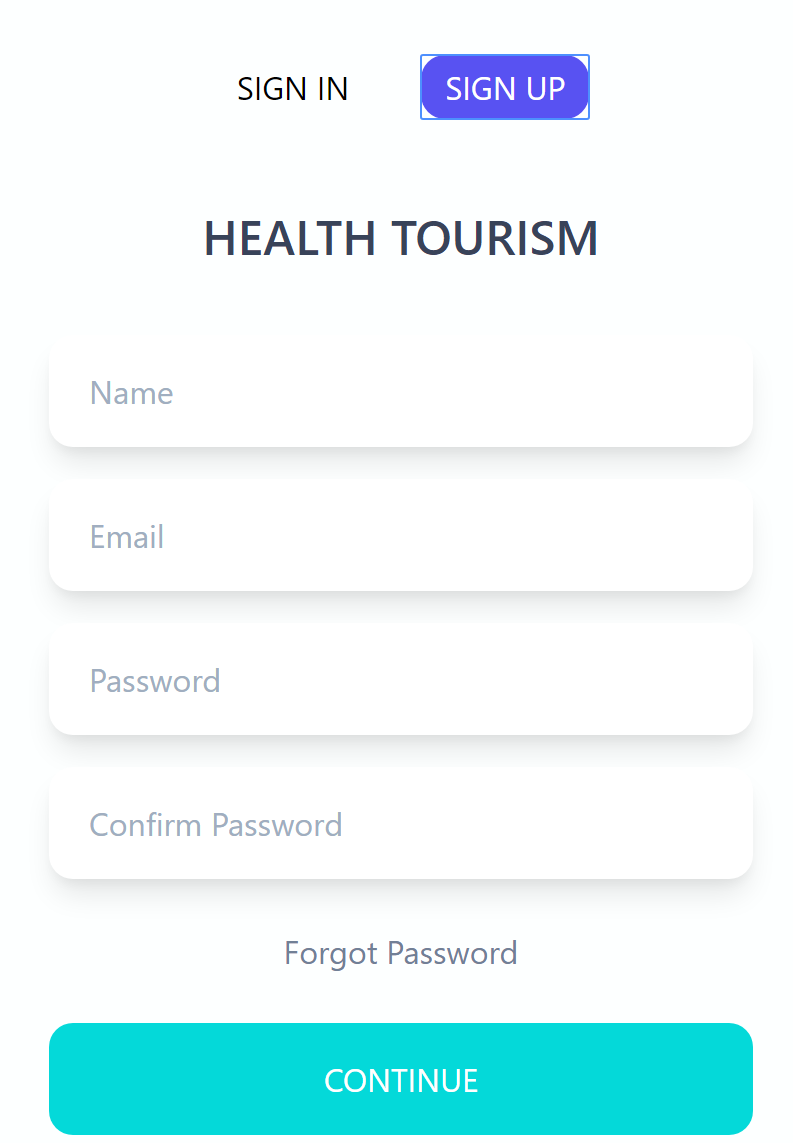 SIGN IN SIGN UP
HEALTH TOURISM
Name
Email
Password
Confirm Password
Forgot Password
CONTINUE